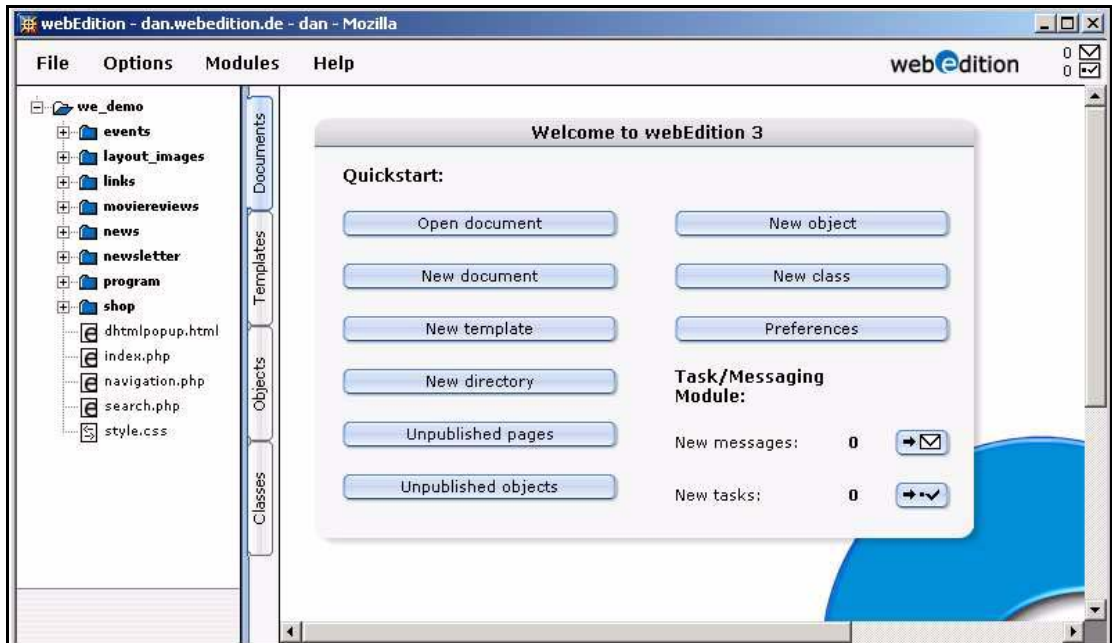 webEdition - dan.webedition.de - dan - Mozilla
File Options Modules Help
webEdition
0
0
we_demo
events
layout_images
links
moviereviews
news
newsletter
program
shop
dhtmlpopup.html
index.php
navigation.php
search.php
style.css
Documents
Templates
Objects
Classes
Welcome to webEdition 3
Quickstart:
Open document
New document
New template
New directory
Unpublished pages
Unpublished objects
New object
New class
Preferences
Task/Messaging
Module:
New messages: 0
New tasks: 0